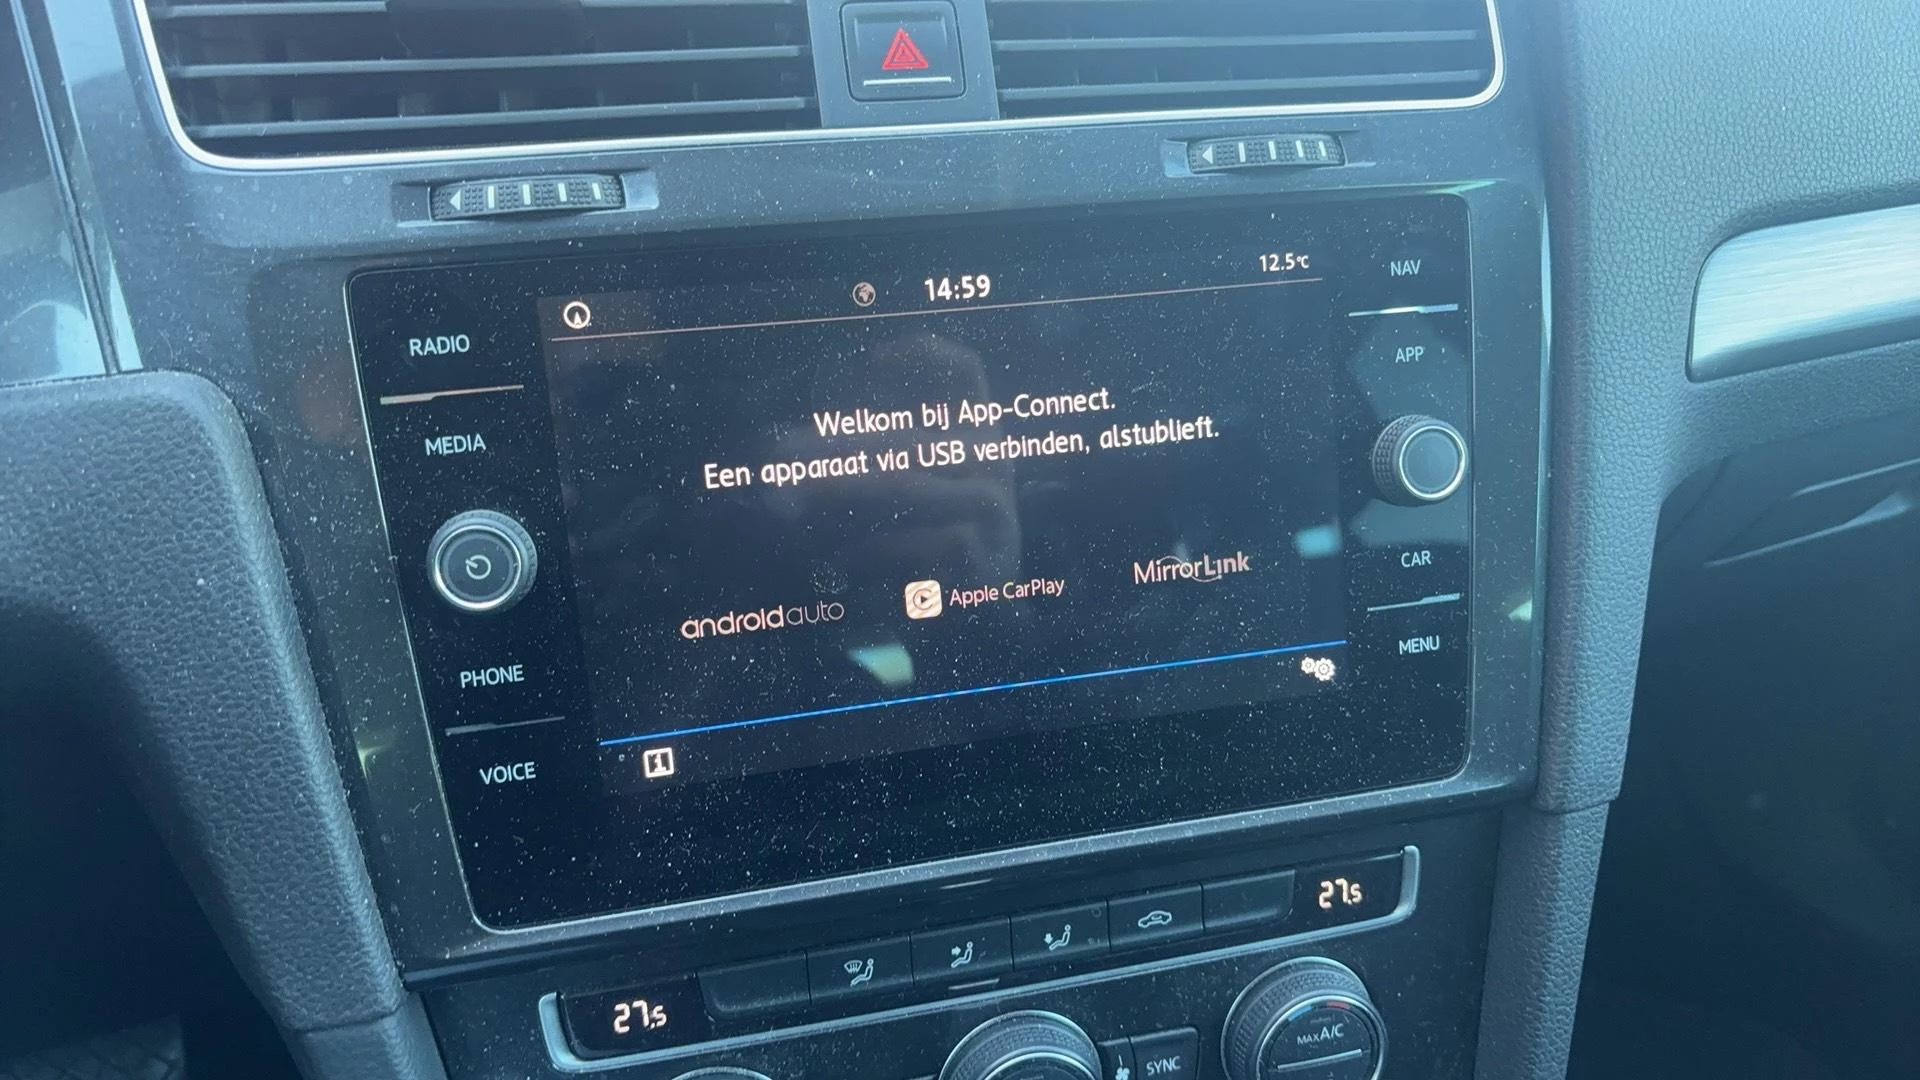 14:59
12.5°C
NAV
RADIO
APP
MEDIA
Welkom bij App-Connect.
Een apparaat via USB verbinden, alstublieft.
androidauto
Apple CarPlay
MirrorLink
CAR
MENU
PHONE
VOICE
1
27.5
27.5
MAX A/C
SYNC